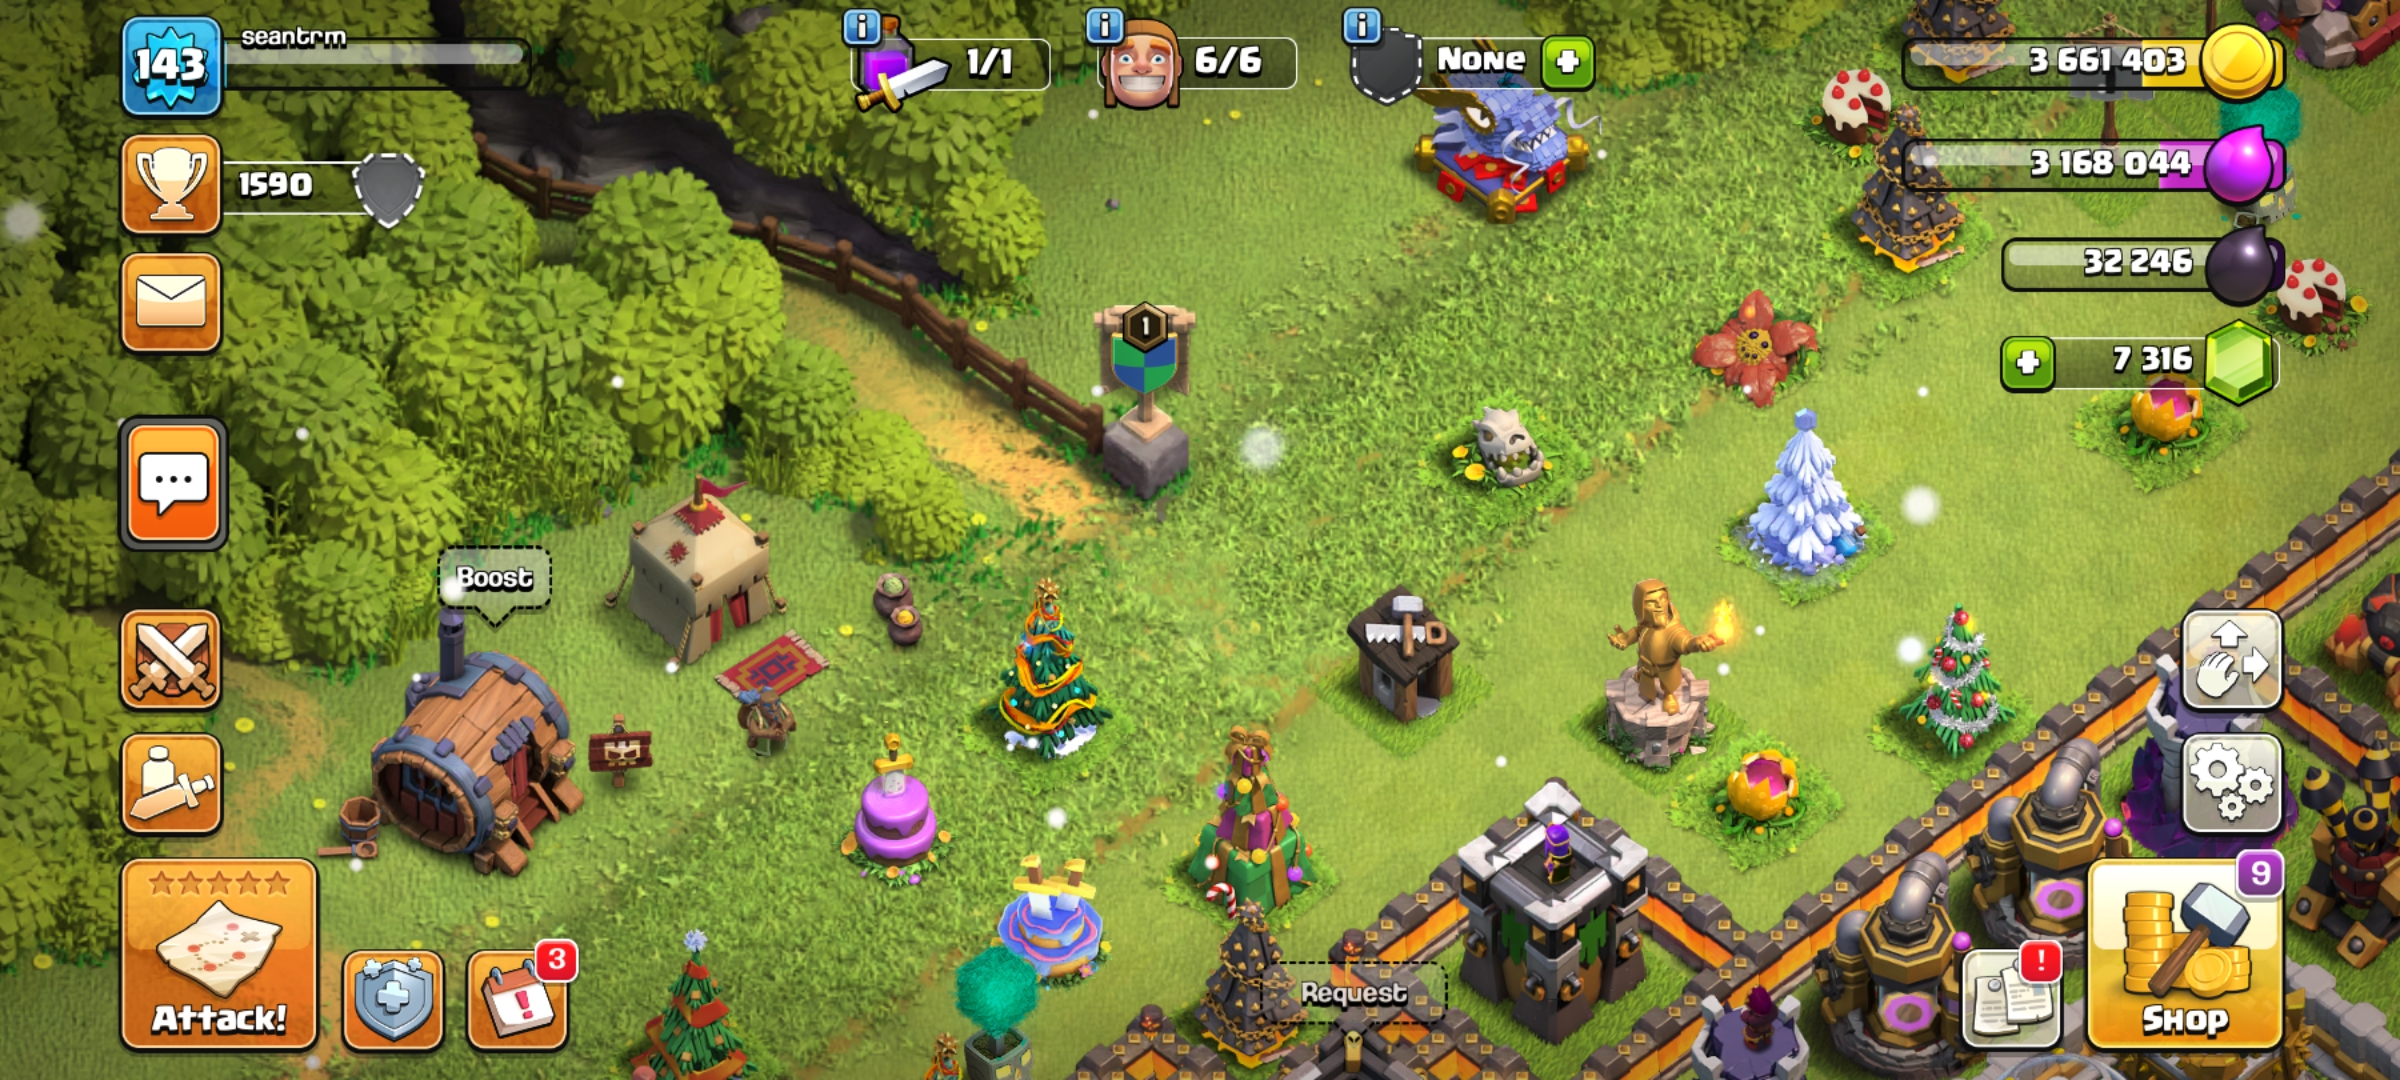 143
seantrm
1/1
6/6
None
3 661 403
1590
3 168 044
32 246
1
7 316
Boost
9
3
!
Request
Attack!
Shop